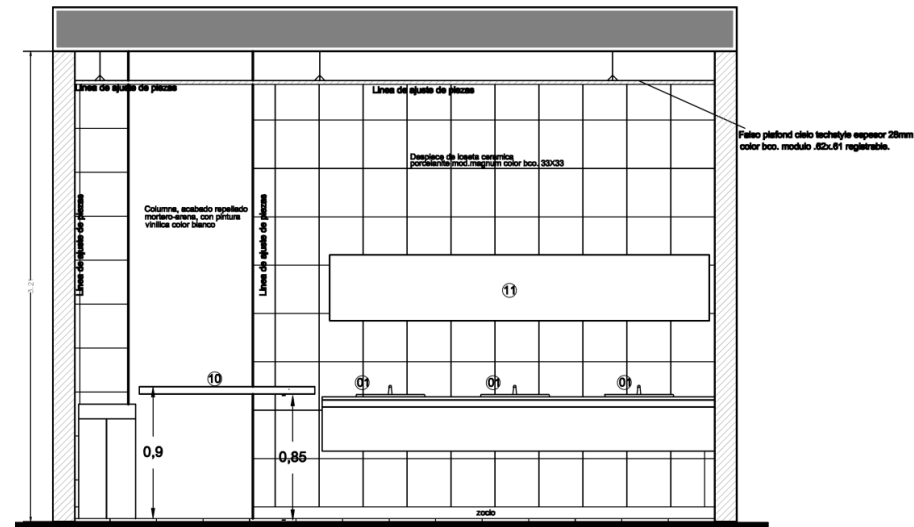 Linea de ajuste de piezas
Linea de ajuste de piezas
Falso plafond cielo techstyle espesor 28mm
color bco. modulo .62x.61 registrable.
Despiece de loseta ceramica
porcelanite mod.magnum color bco. 33X33
Linea de ajuste de piezas
Columna, acabado repellado
mortero-arena, con pintura
vinilica color blanco
Linea de ajuste de piezas
11
10
01
01
01
0,9
0,85
zoclo